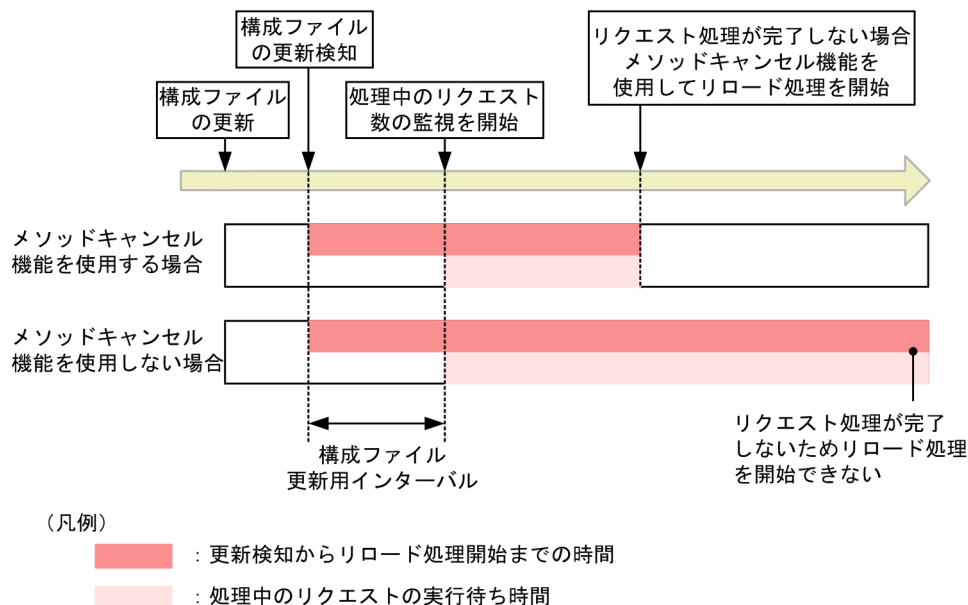 構成ファイル
の更新検知
リクエスト処理が完了しない場合
メソッドキャンセル機能を
使用してリロード処理を開始
構成ファイル
の更新
処理中のリクエスト
数の監視を開始
メソッドキャンセル
機能を使用する場合
メソッドキャンセル
機能を使用しない場合
リクエスト処理が完了
しないためリロード処理
を開始できない
構成ファイル
更新用インターバル
（凡例）
：更新検知からリロード処理開始までの時間
：処理中のリクエストの実行待ち時間